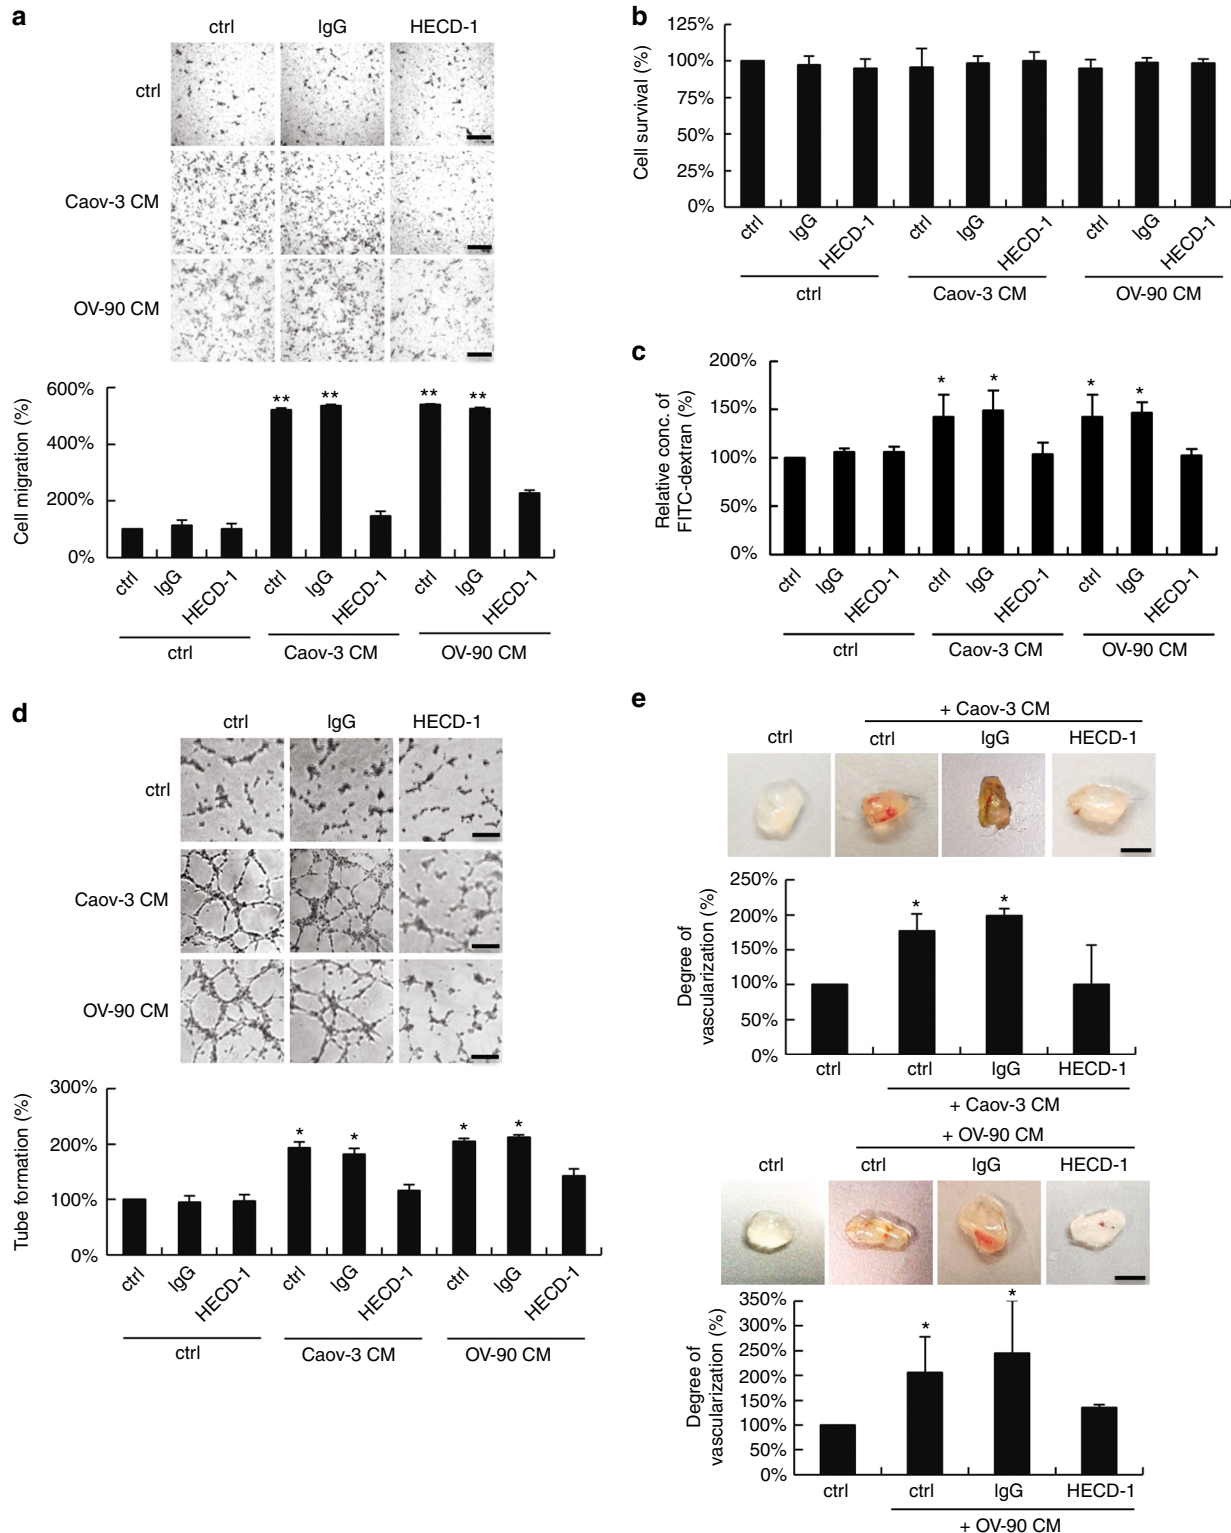 a
ctrl IgG HECD-1
ctrl
Caov-3 CM
OV-90 CM
600%
400%
200%
0%
Cell migration (%)
** ** ** **
ctrl IgG HECD-1 ctrl IgG HECD-1 ctrl IgG HECD-1
ctrl Caov-3 CM OV-90 CM
b
125%
100%
75%
50%
25%
0%
Cell survival (%)
ctrl IgG HECD-1 ctrl IgG HECD-1 ctrl IgG HECD-1
ctrl Caov-3 CM OV-90 CM
c
200%
150%
100%
50%
0%
Relative conc. of
FITC-dextran (%)
* * * *
ctrl IgG HECD-1 ctrl IgG HECD-1 ctrl IgG HECD-1
ctrl Caov-3 CM OV-90 CM
d
ctrl IgG HECD-1
ctrl
Caov-3 CM
OV-90 CM
300%
200%
100%
0%
Tube formation (%)
* * * *
ctrl IgG HECD-1 ctrl IgG HECD-1 ctrl IgG HECD-1
ctrl Caov-3 CM OV-90 CM
e
+ Caov-3 CM
ctrl ctrl IgG HECD-1
250%
200%
150%
100%
50%
0%
Degree of
vascularization (%)
* *
ctrl ctrl IgG HECD-1
+ Caov-3 CM
+ OV-90 CM
ctrl ctrl IgG HECD-1
350%
300%
250%
200%
150%
100%
50%
0%
Degree of
vascularization (%)
* *
ctrl ctrl IgG HECD-1
+ OV-90 CM